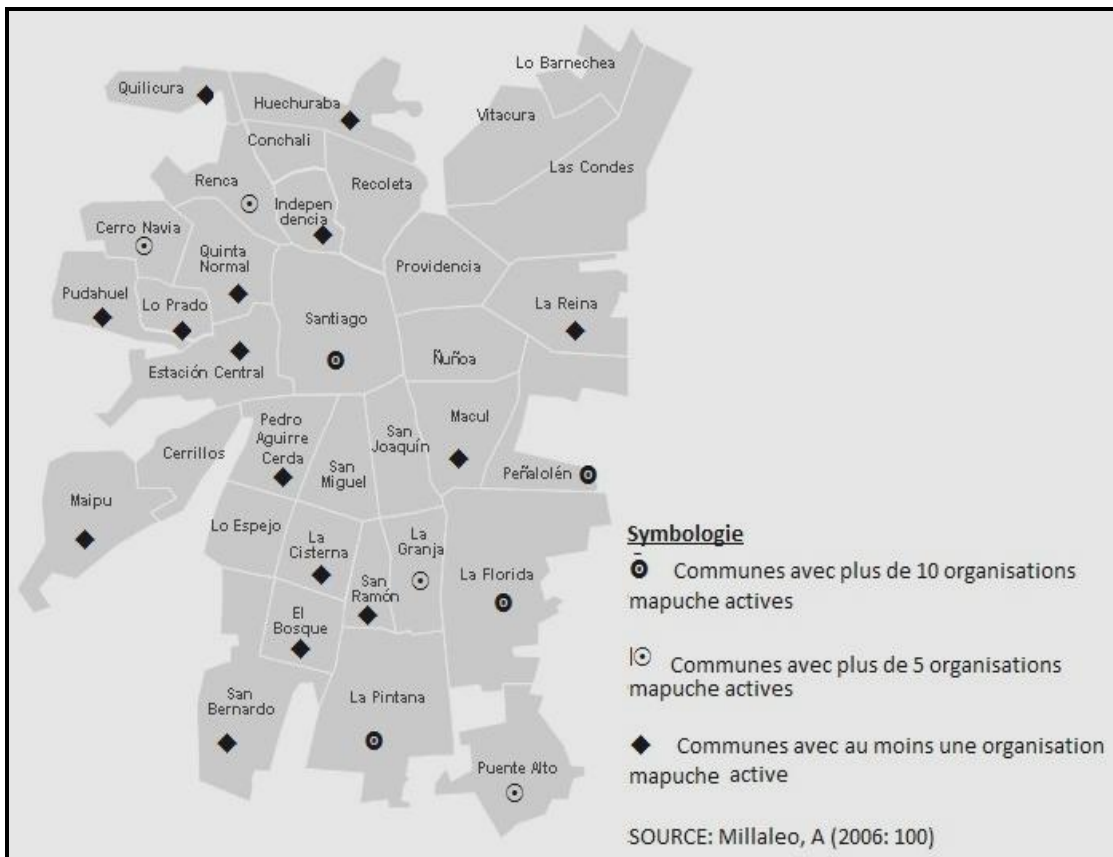 Lo Barnechea
Quilicura
Huechuraba
Vitacura
Conchali
Las Condes
Renca
Recoleta
Indepen
dencia
Cerro Navia
Quinta
Normal
Providencia
Pudahuel
Lo Prado
La Reina
Santiago
Ñuñoa
Estación Central
Pedro
Aguirre
Cerda
Macul
San
Joaquín
Cerrillos
San
Miguel
Peñalolén
Maipu
Lo Espejo
La
Cisterna
La
Granja
La Florida
San
Ramón
El
Bosque
San
Bernardo
La Pintana
Puente Alto
Symbologie
Communes avec plus de 10 organisations
mapuche actives
Communes avec plus de 5 organisations
mapuche actives
Communes avec au moins une organisation
mapuche active
SOURCE: Millaleo, A (2006: 100)